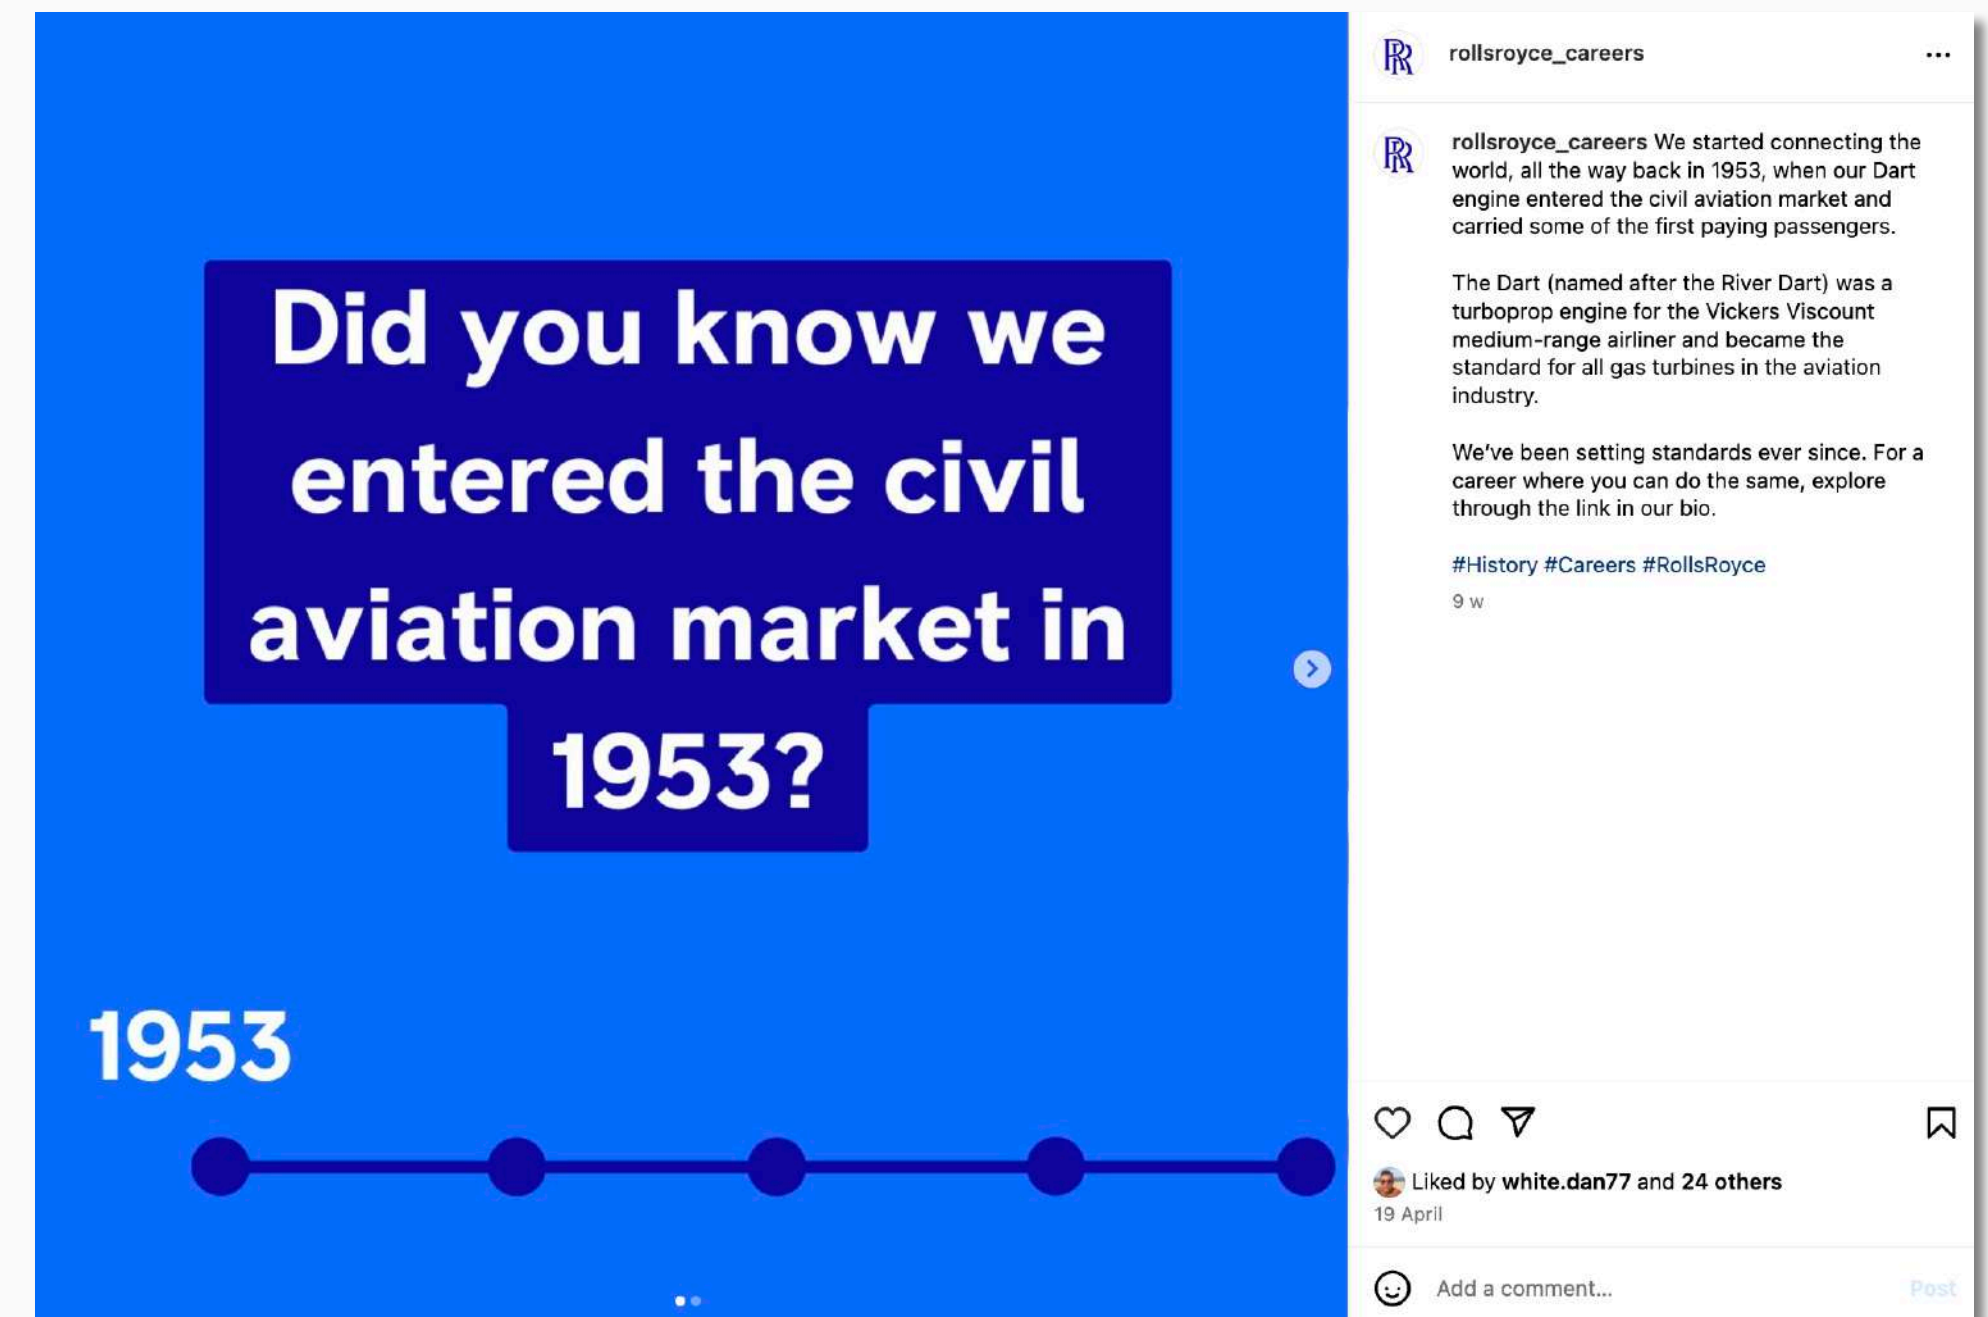 Did you know we
entered the civil
aviation market in
1953?
1953
rollsroyce_careers
rollsroyce_careers We started connecting the
world, all the way back in 1953, when our Dart
engine entered the civil aviation market and
carried some of the first paying passengers.
The Dart (named after the River Dart) was a
turboprop engine for the Vickers Viscount
medium-range airliner and became the
standard for all gas turbines in the aviation
industry.
We’ve been setting standards ever since. For a
career where you can do the same, explore
through the link in our bio.
#History #Careers #RollsRoyce
9 w
Liked by white.dan77 and 24 others
19 April
Add a comment...
Post